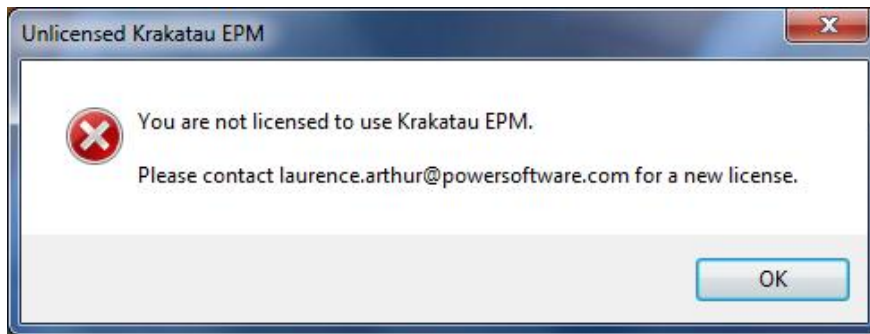 Unlicensed Krakatau EPM
You are not licensed to use Krakatau EPM.
Please contact laurence.arthur@powersoftware.com for a new license.
OK